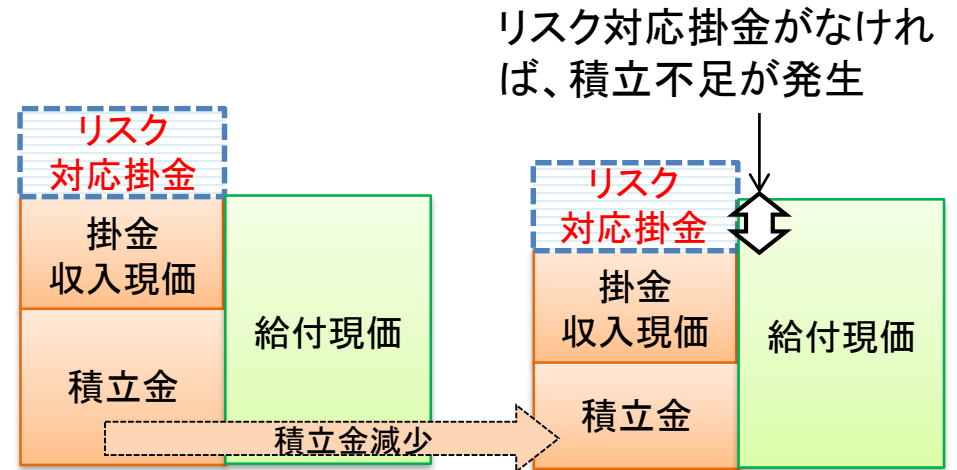 リスク対応掛金がなけれ
ば、積立不足が発生
リスク
対応掛金
掛金
収入現価
積立金
給付現価
リスク
対応掛金
掛金
収入現価
積立金
給付現価
積立金減少